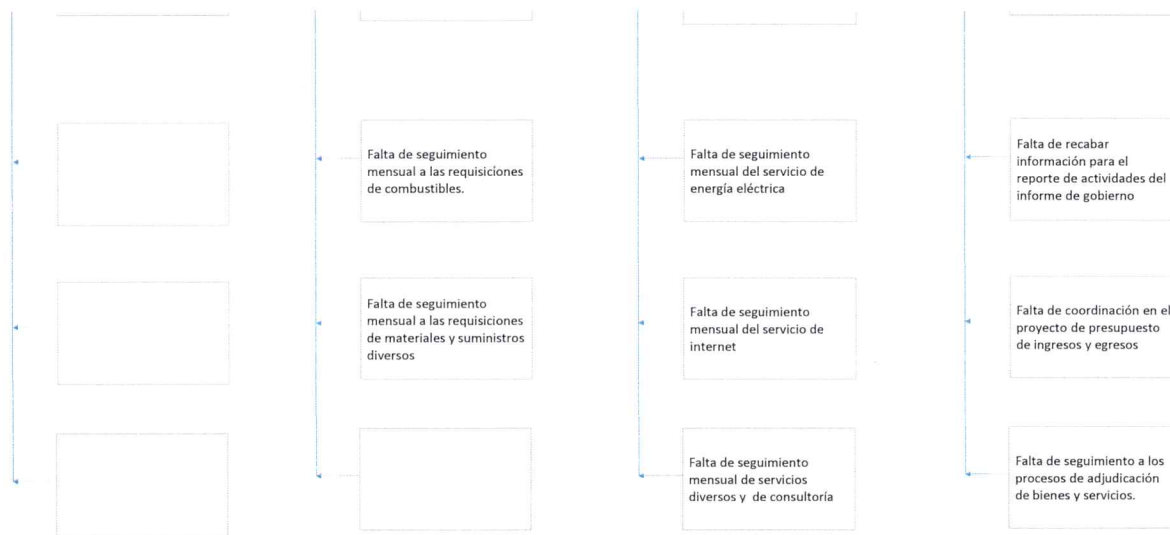 Falta de seguimiento
mensual a las requisiciones
de combustibles.
Falta de seguimiento
mensual del servicio de
energía eléctrica
Falta de recabar
información para el
reporte de actividades del
informe de gobierno
Falta de seguimiento
mensual a las requisiciones
de materiales y suministros
diversos
Falta de seguimiento
mensual del servicio de
internet
Falta de coordinación en el
proyecto de presupuesto
de ingresos y egresos
Falta de seguimiento
mensual de servicios
diversos y de consultoría
Falta de seguimiento a los
procesos de adjudicación
de bienes y servicios.